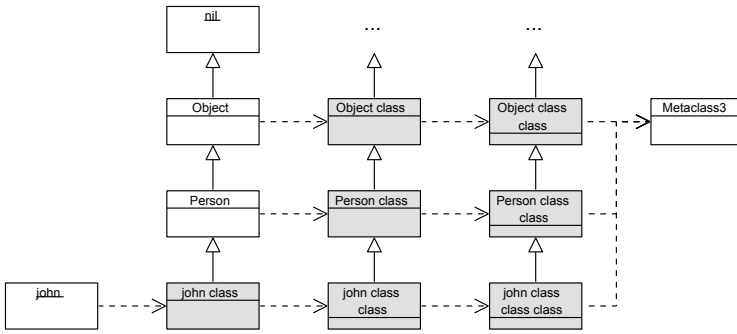 nil
...
...
Object
Object class
Object class
class
Metaclass3
Person
Person class
Person class
class
john
john class
john class
class
john class
class class